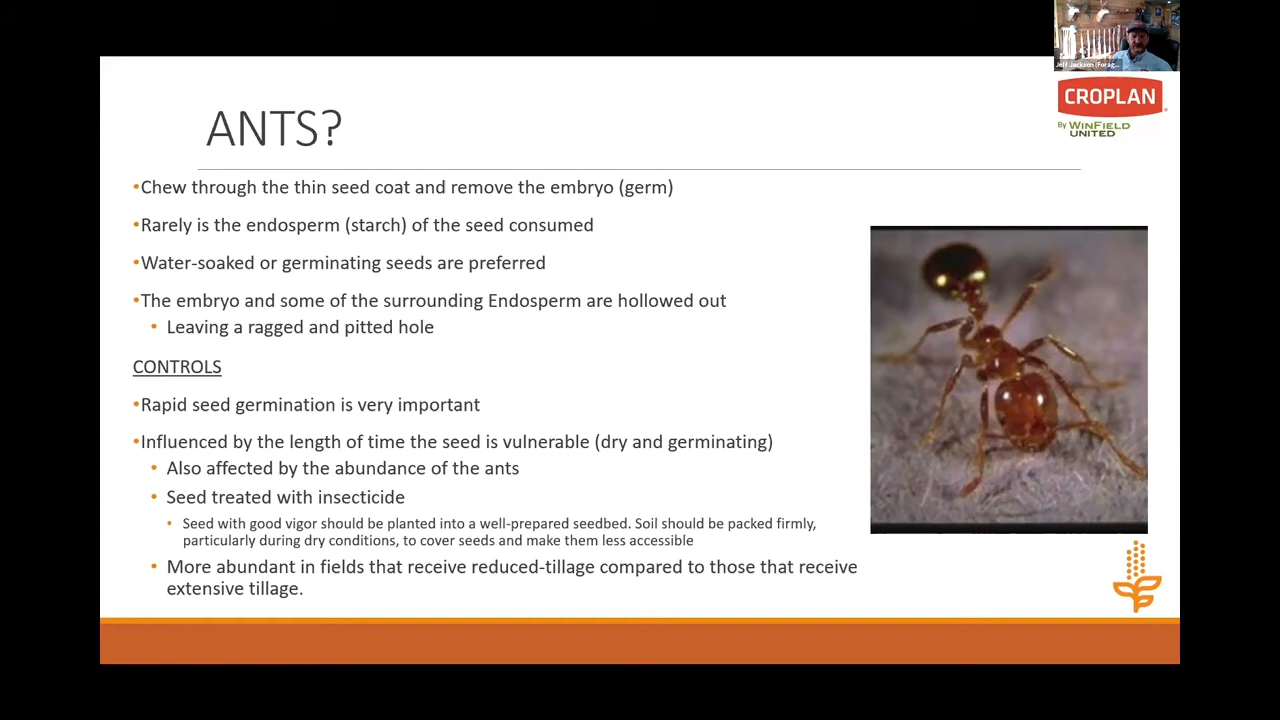 Jeff Jackson (Forag...
CROPLAN
By WINFIELD
UNITED
ANTS?
•Chew through the thin seed coat and remove the embryo (germ)
•Rarely is the endosperm (starch) of the seed consumed
•Water-soaked or germinating seeds are preferred
•The embryo and some of the surrounding Endosperm are hollowed out
• Leaving a ragged and pitted hole
CONTROLS
•Rapid seed germination is very important
•Influenced by the length of time the seed is vulnerable (dry and germinating)
• Also affected by the abundance of the ants
• Seed treated with insecticide
• Seed with good vigor should be planted into a well-prepared seedbed. Soil should be packed firmly,
particularly during dry conditions, to cover seeds and make them less accessible
• More abundant in fields that receive reduced-tillage compared to those that receive
extensive tillage.